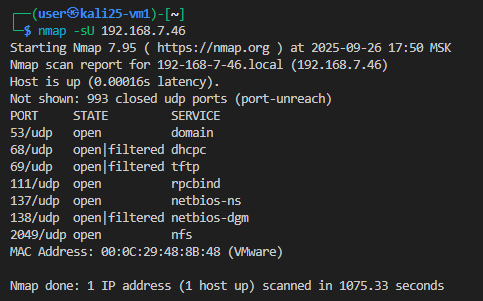 ┌──(user㉿kali25-vm1)-[~]
└─$ nmap -sU 192.168.7.46
Starting Nmap 7.95 ( https://nmap.org ) at 2025-09-26 17:50 MSK
Nmap scan report for 192-168-7-46.local (192.168.7.46)
Host is up (0.00016s latency).
Not shown: 993 closed udp ports (port-unreach)
PORT     STATE         SERVICE
53/udp   open          domain
68/udp   open|filtered dhcpc
69/udp   open|filtered tftp
111/udp  open          rpcbind
137/udp  open          netbios-ns
138/udp  open|filtered netbios-dgm
2049/udp open          nfs
MAC Address: 00:0C:29:48:8B:48 (VMware)
Nmap done: 1 IP address (1 host up) scanned in 1075.33 seconds